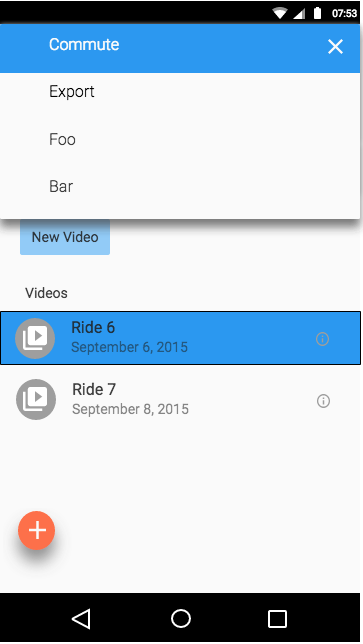 07:53
Commute
Export
Foo
Bar
New Video
Videos
Ride 6
September 6, 2015
Ride 7
September 8, 2015